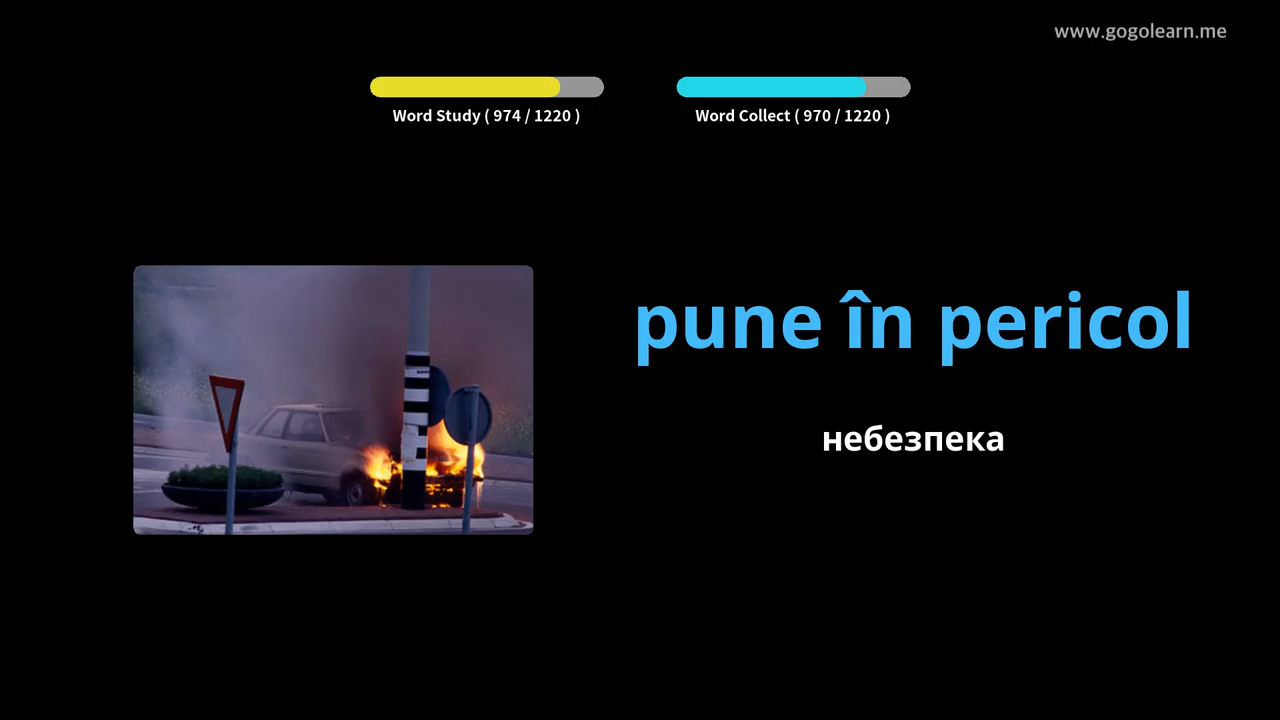 www.gogolearn.me
Word Study ( 974 / 1220 )
Word Collect ( 970 / 1220 )
pune în pericol
небезпека